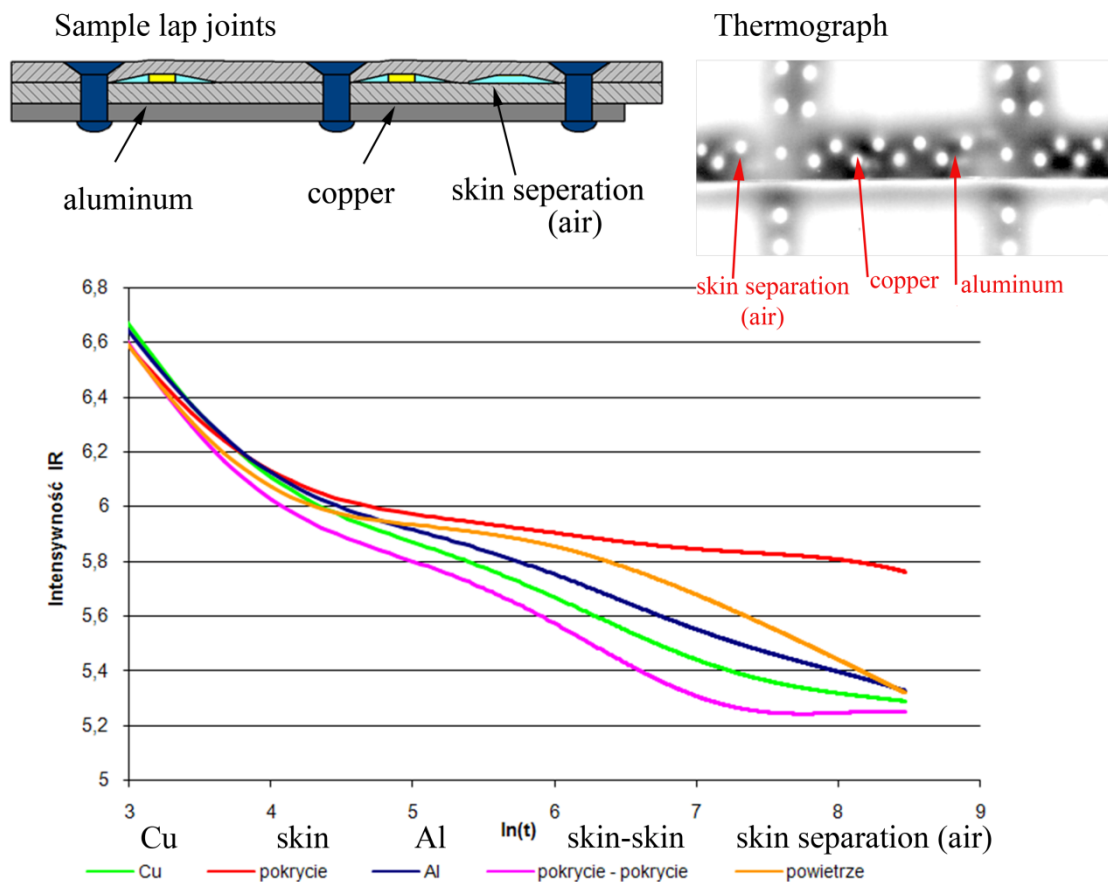 Sample lap joints
Thermograph
aluminum
copper
skin seperation
(air)
skin separation
(air)
copper
aluminum
6,8
6,6
6,4
6,2
6
5,8
5,6
5,4
5,2
5
Intensywność IR
3 4 5 6 7 8 9
ln(t)
Cu skin Al skin-skin skin separation (air)
Cu pokrycie Al pokrycie - pokrycie powietrze